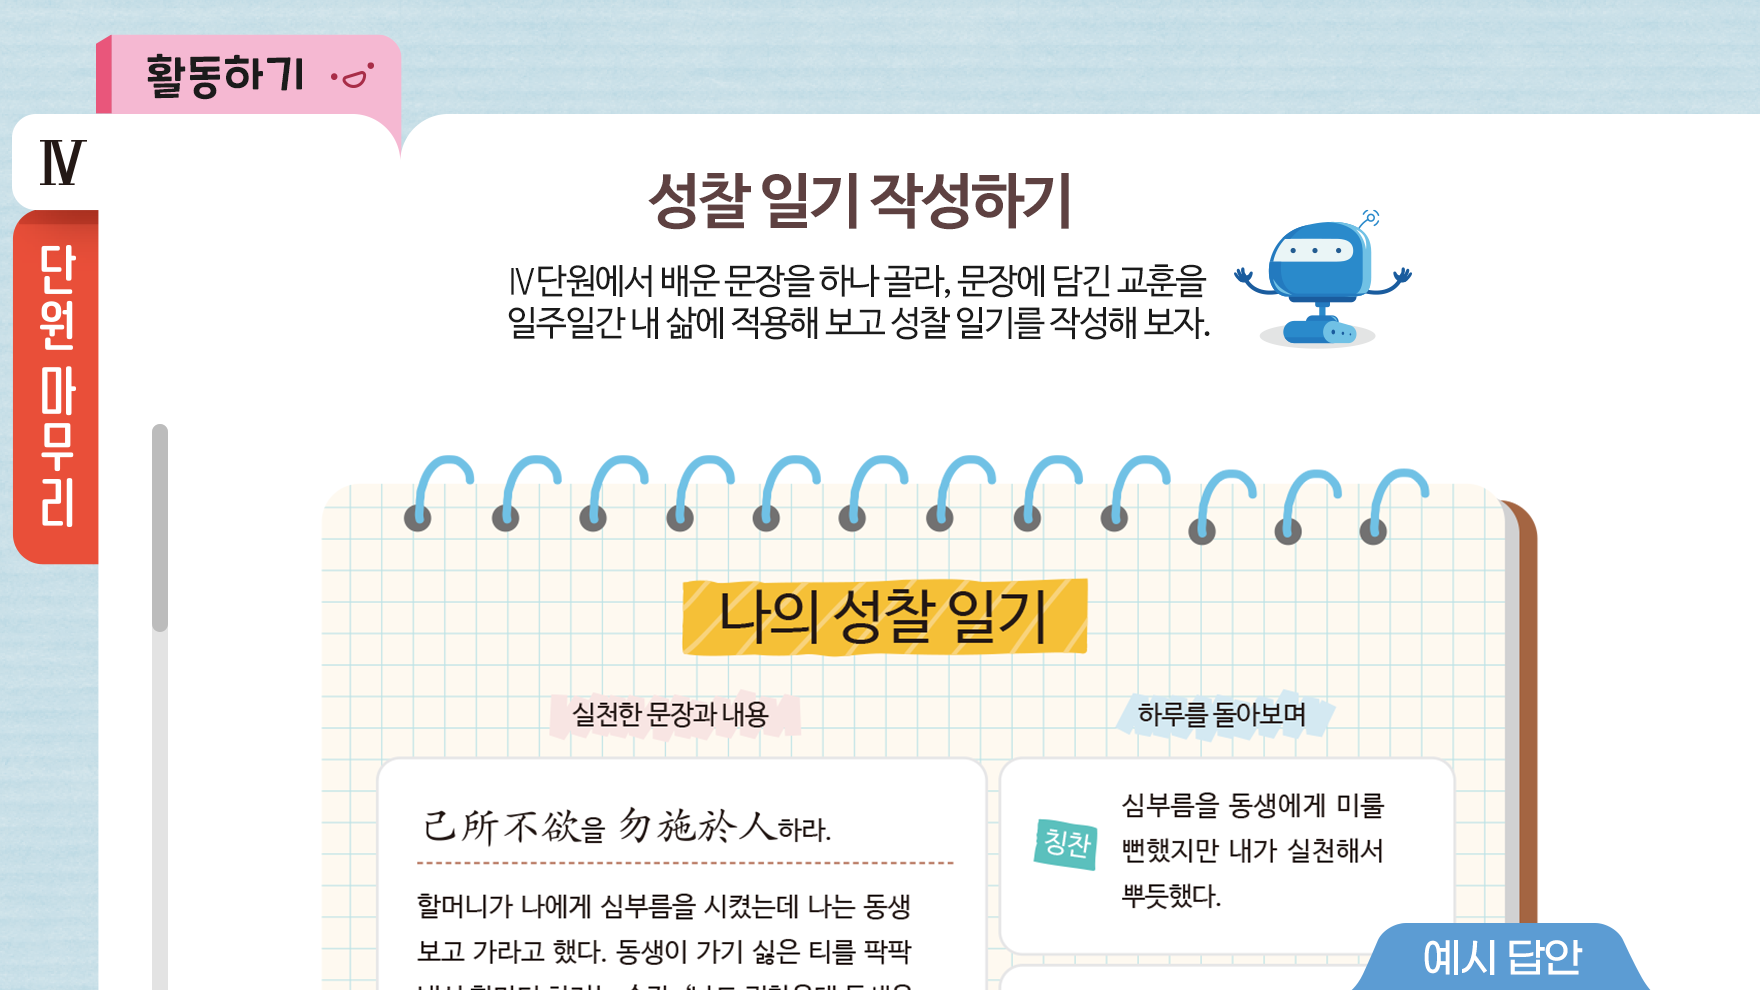 활동하기
Ⅳ
단원 마무리
성찰 일기 작성하기
Ⅳ단원에서 배운 문장을 하나 골라, 문장에 담긴 교훈을
일주일간 내 삶에 적용해 보고 성찰 일기를 작성해 보자.
나의 성찰 일기
실천한 문장과 내용
己所不欲을 勿施於人하라.
할머니가 나에게 심부름을 시켰는데 나는 동생
보고 가라고 했다. 동생이 가기 싫은 티를 팍팍
하루를 돌아보며
칭찬
심부름을 동생에게 미룰
뻔했지만 내가 실천해서
뿌듯했다.
예시 답안